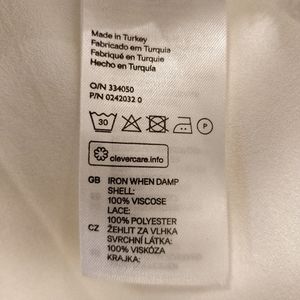 Made in Turkey
Fabricado em Turquia
Fabriqué en Turquie
Hecho en Turquía
O/N 334050
P/N 0242032 0
30
P
clevercare.info
GB IRON WHEN DAMP
SHELL:
100% VISCOSE
LACE:
100% POLYESTER
CZ ŽEHLIT ZA VLHKA
SVRCHNÍ LÁTKA:
100% VISKÓZA
KRAJKA: